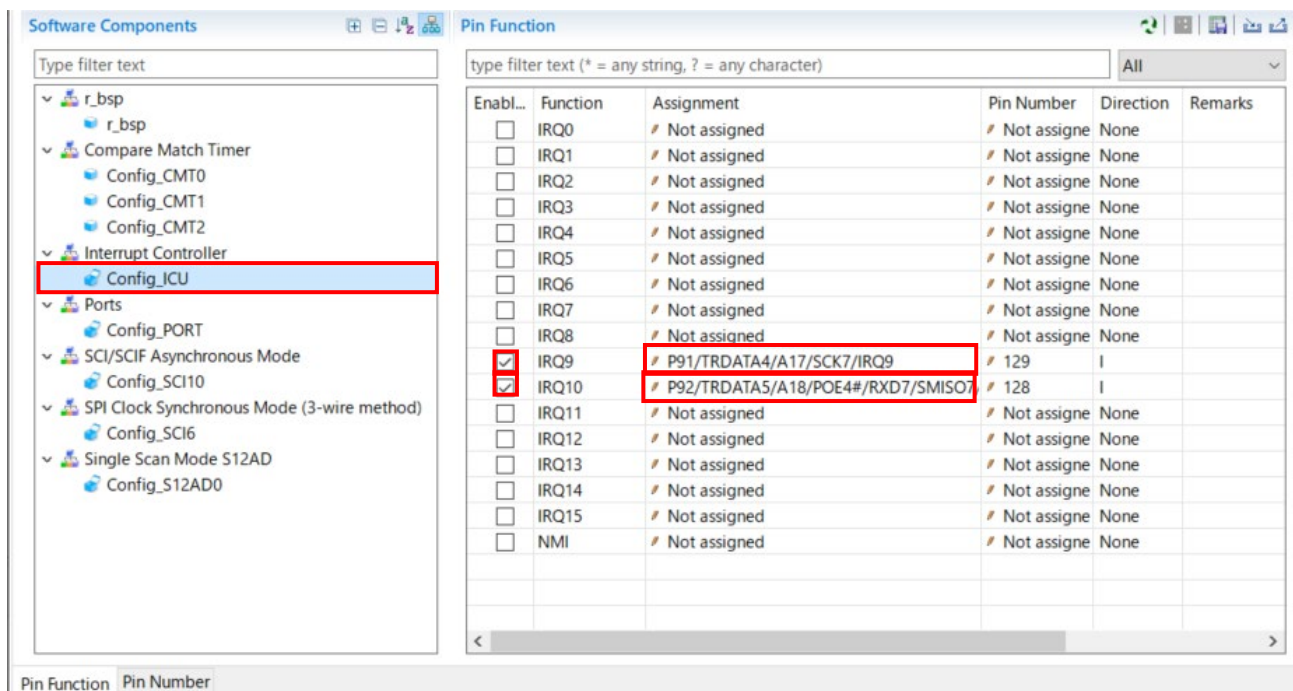 Software Components
Type filter text
r_bsp
r_bsp
Compare Match Timer
Config_CMT0
Config_CMT1
Config_CMT2
Interrupt Controller
Config_ICU
Ports
Config_PORT
SCI/SCIF Asynchronous Mode
Config_SCI10
SPI Clock Synchronous Mode (3-wire method)
Config_SCI6
Single Scan Mode S12AD
Config_S12AD0
Pin Function
type filter text (* = any string, ? = any character) All
Enabl... Function Assignment Pin Number Direction Remarks
IRQ0 Not assigned Not assigne None
IRQ1 Not assigned Not assigne None
IRQ2 Not assigned Not assigne None
IRQ3 Not assigned Not assigne None
IRQ4 Not assigned Not assigne None
IRQ5 Not assigned Not assigne None
IRQ6 Not assigned Not assigne None
IRQ7 Not assigned Not assigne None
IRQ8 Not assigned Not assigne None
IRQ9 P91/TRDATA4/A17/SCK7/IRQ9 129 I
IRQ10 P92/TRDATA5/A18/POE4#/RXD7/SMISO7/ 128 I
IRQ11 Not assigned Not assigne None
IRQ12 Not assigned Not assigne None
IRQ13 Not assigned Not assigne None
IRQ14 Not assigned Not assigne None
IRQ15 Not assigned Not assigne None
NMI Not assigned Not assigne None
Pin Function Pin Number